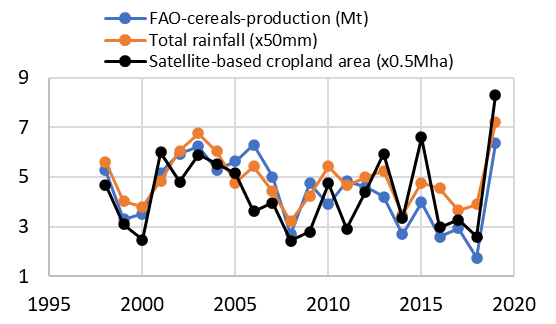 FAO-cereals-production (Mt)
Total rainfall (x50mm)
Satellite-based cropland area (x0.5Mha)
9
7
5
3
1
1995 2000 2005 2010 2015 2020